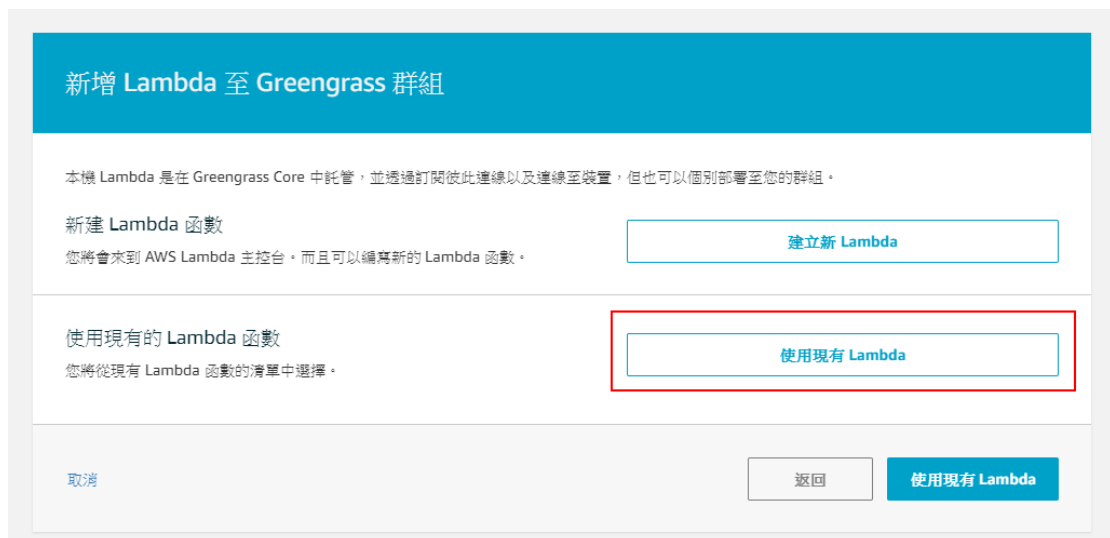 新增 Lambda 至 Greengrass 群組
本機 Lambda 是在 Greengrass Core 中託管，並透過訂閱彼此連線以及連線至裝置，但也可以個別部署至您的群組。
新建 Lambda 函數
您將會來到 AWS Lambda 主控台。而且可以編寫新的 Lambda 函數。
建立新 Lambda
使用現有的 Lambda 函數
您將從現有 Lambda 函數的清單中選擇。
使用現有 Lambda
取消
返回
使用現有 Lambda